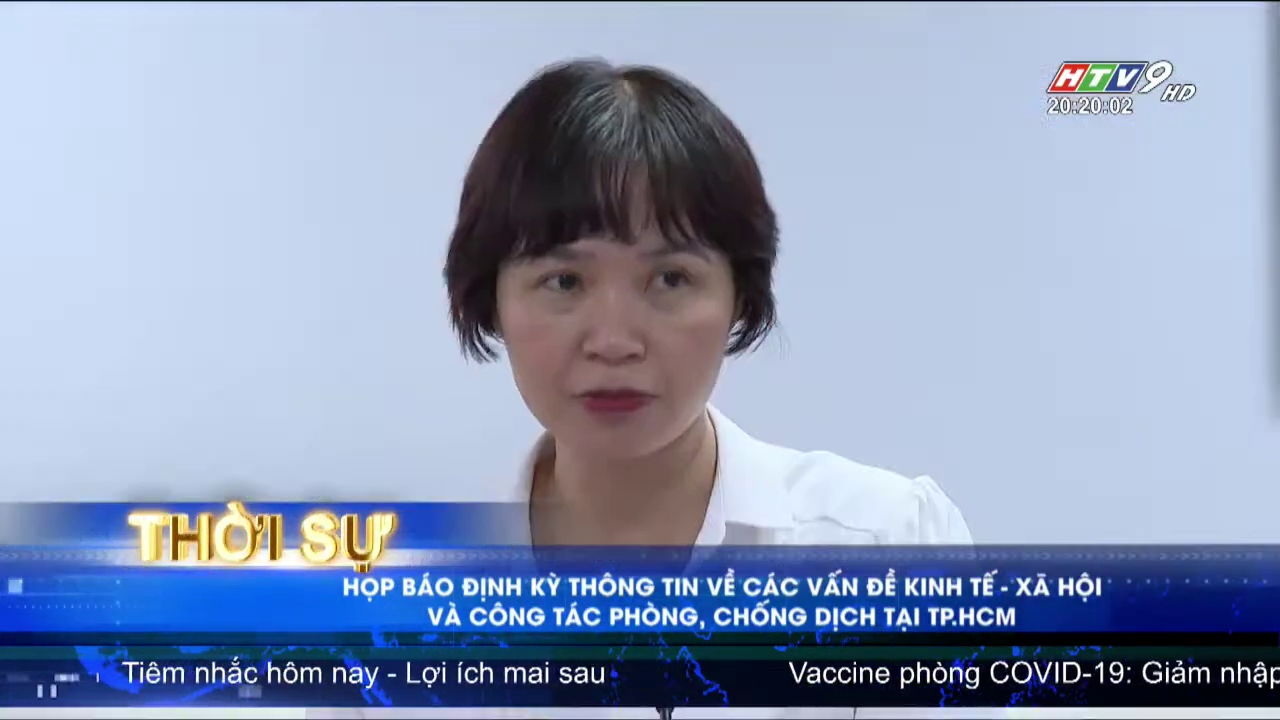 HTV9 HD
20:20:02
THỜI SỰ
HỌP BÁO ĐỊNH KỲ THÔNG TIN VỀ CÁC VẤN ĐỀ KINH TẾ - XÃ HỘI
VÀ CÔNG TÁC PHÒNG, CHỐNG DỊCH TẠI TP.HCM
Tiêm nhắc hôm nay - Lợi ích mai sau Vaccine phòng COVID-19: Giảm nhập